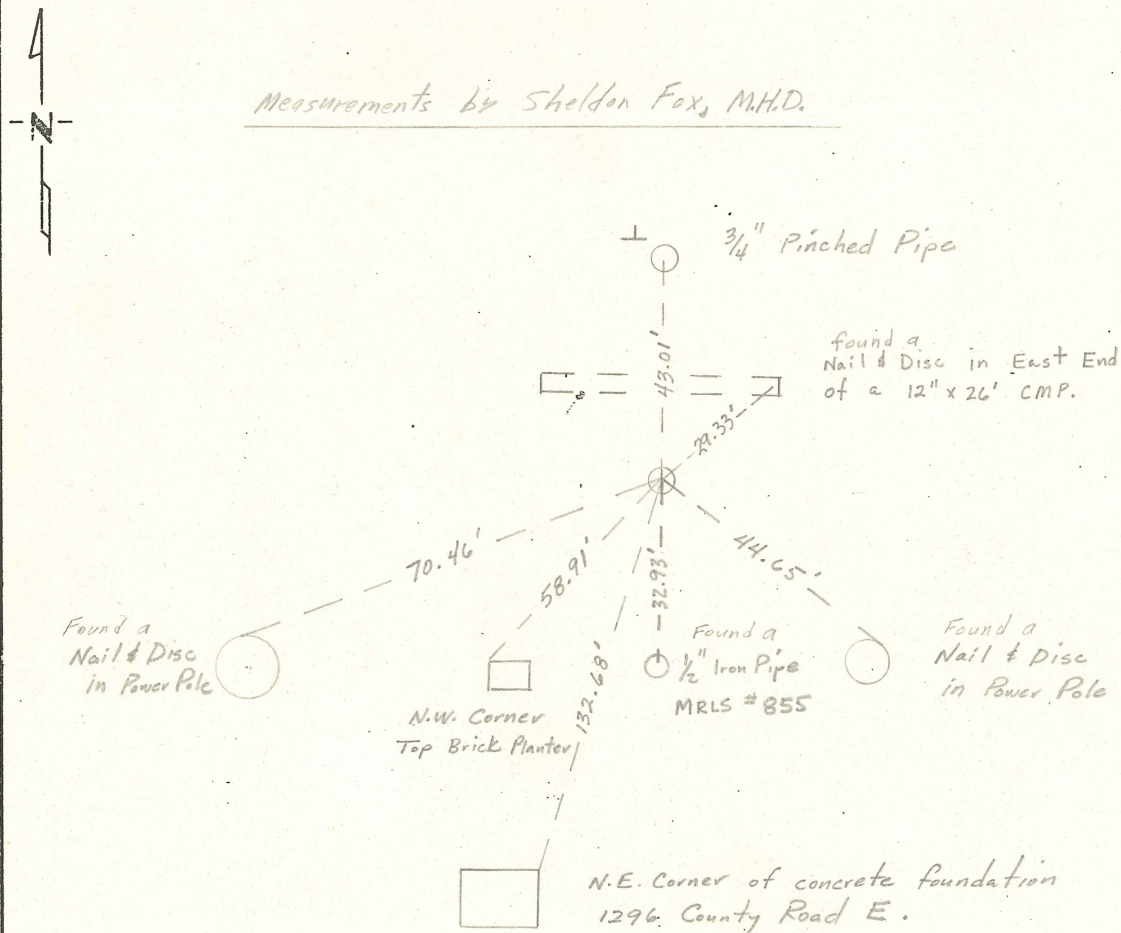 N
Measurements by Sheldon Fox, M.H.D.
3/4" Pinched Pipe
43.01'
found a
Nail & Disc in East End
of a 12" x 26' CMP.
29.33'
70.46'
58.91'
132.68'
32.93'
44.65'
Found a
Nail & Disc
in Power Pole
N.W. Corner
Top Brick Planter
Found a
1/2" Iron Pipe
MRLS #855
Found a
Nail & Disc
in Power Pole
N.E. Corner of concrete foundation
1296 County Road E.